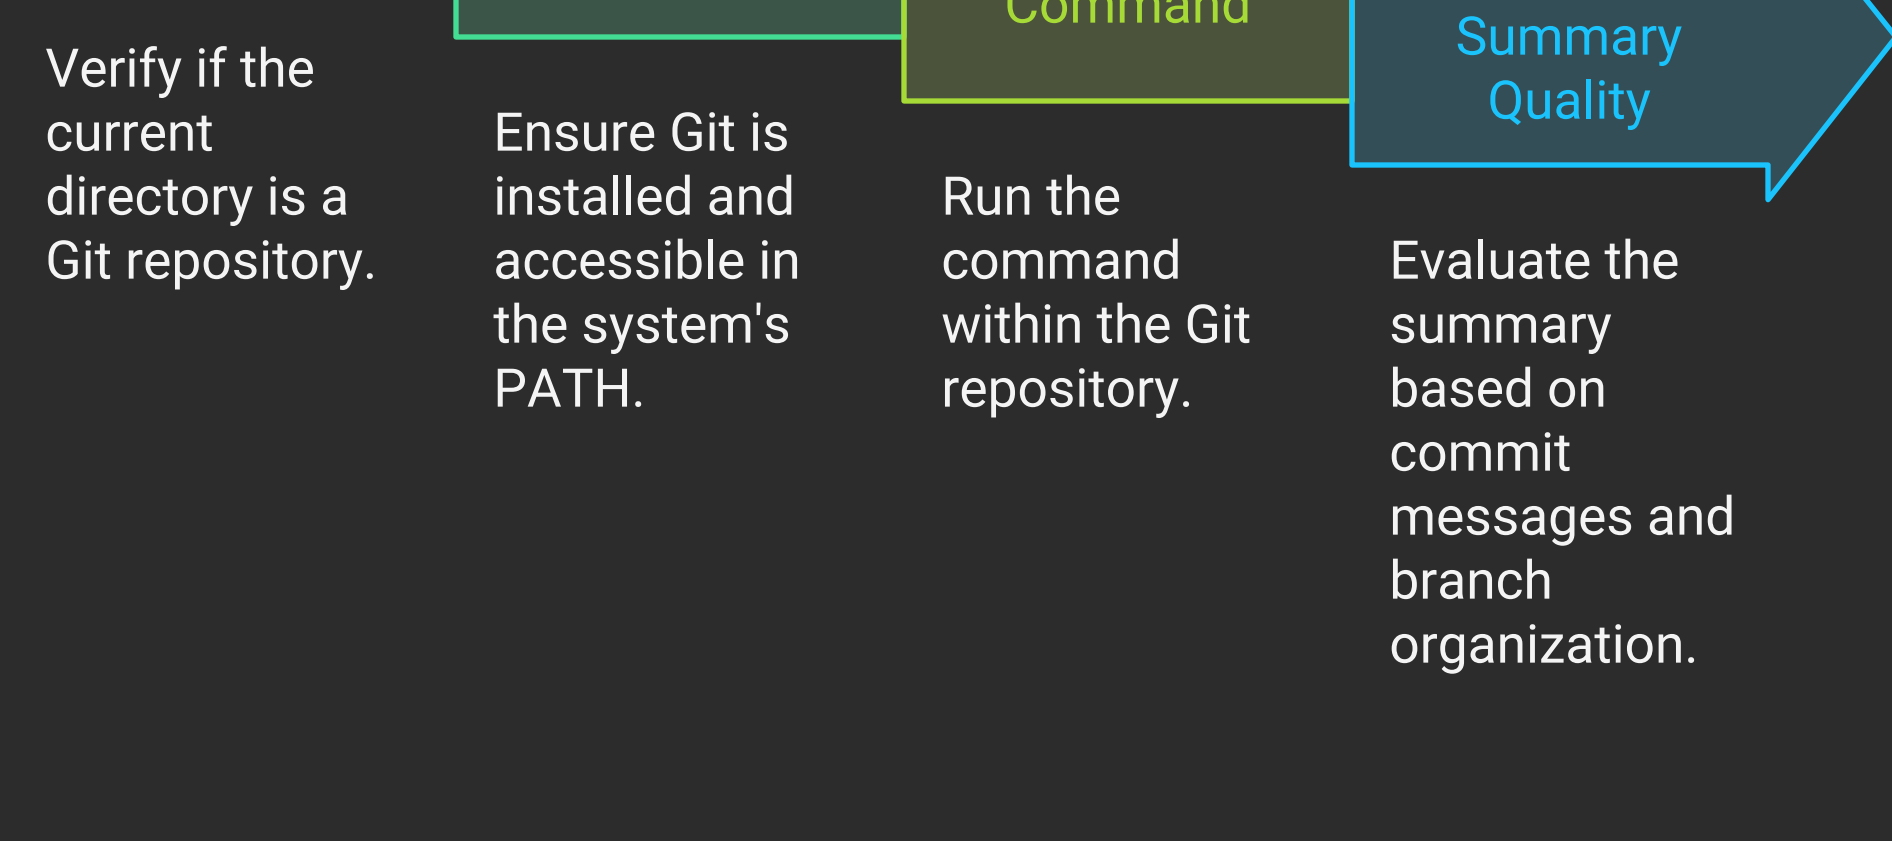 Command
Summary
Quality
Verify if the
current
directory is a
Git repository.
Ensure Git is
installed and
accessible in
the system's
PATH.
Run the
command
within the Git
repository.
Evaluate the
summary
based on
commit
messages and
branch
organization.